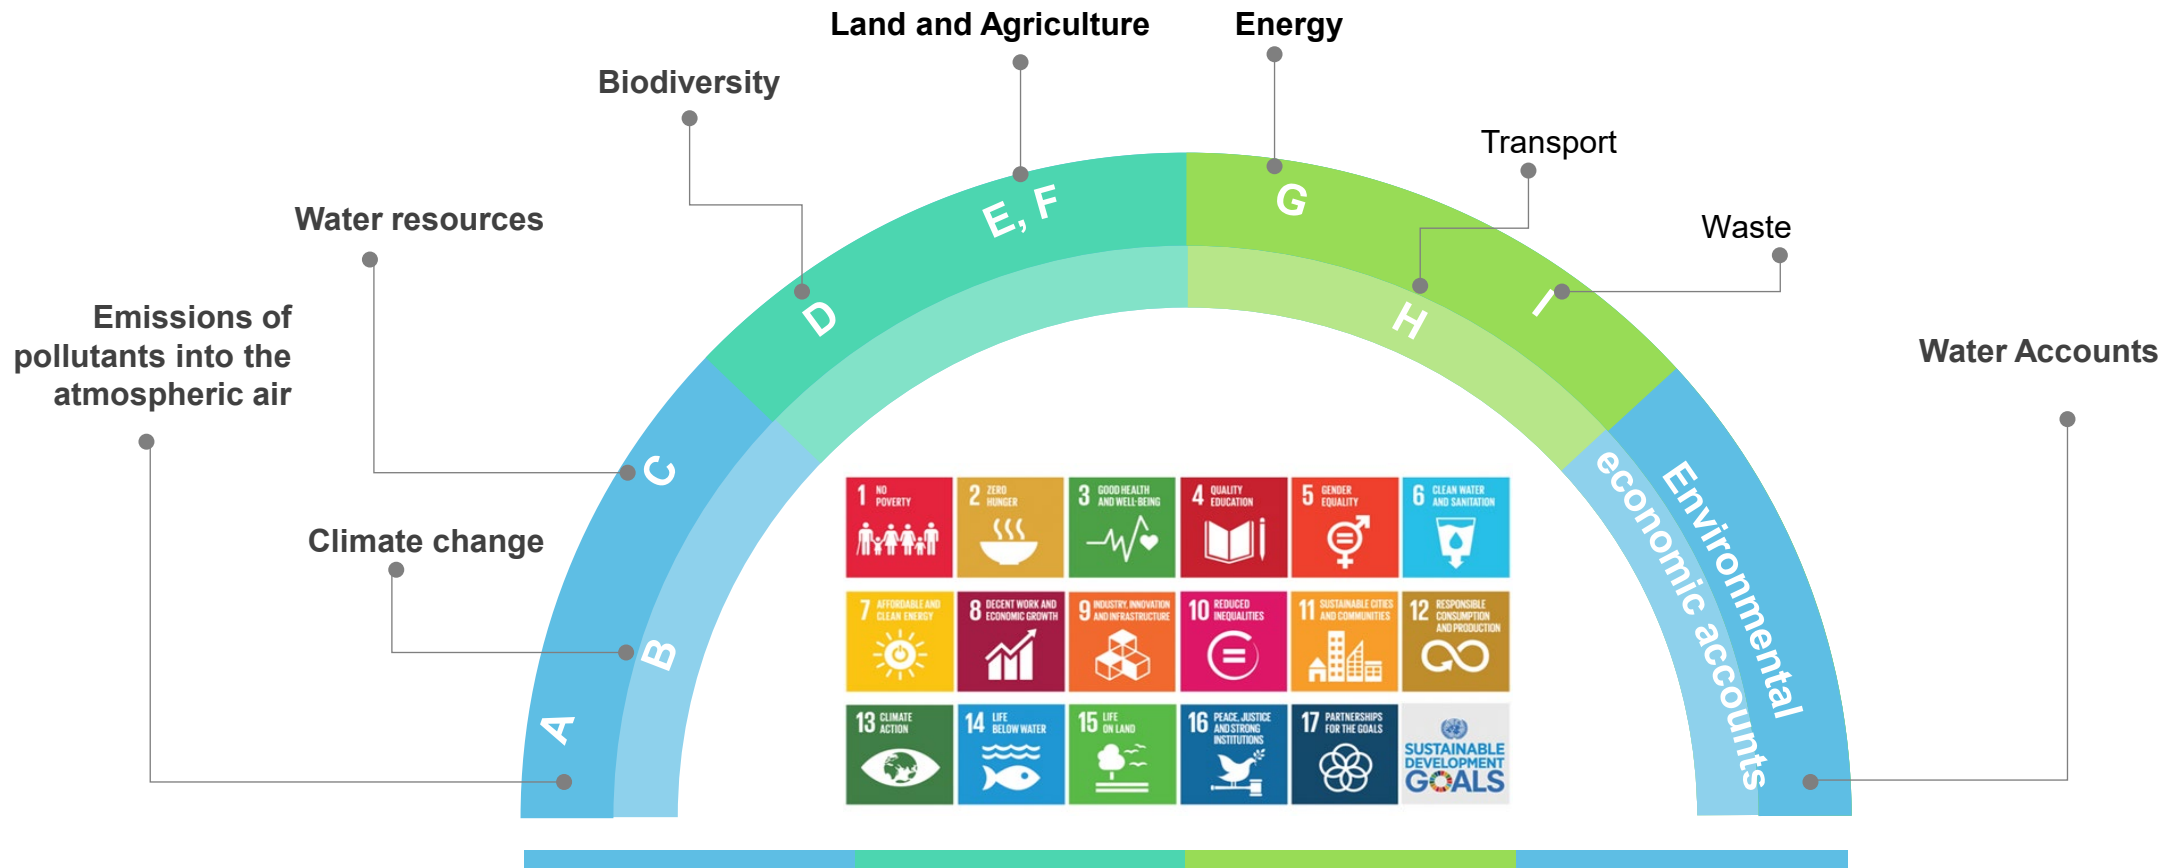 Land and Agriculture
Energy
Biodiversity
Transport
Water resources
Waste
Emissions of
pollutants into the
atmospheric air
Water Accounts
Climate change
A
B
C
D
E, F
G
H
I
Environmental
economic accounts
1 NO
POVERTY
2 ZERO
HUNGER
3 GOOD HEALTH
AND WELL-BEING
4 QUALITY
EDUCATION
5 GENDER
EQUALITY
6 CLEAN WATER
AND SANITATION
7 AFFORDABLE AND
CLEAN ENERGY
8 DECENT WORK AND
ECONOMIC GROWTH
9 INDUSTRY, INNOVATION
AND INFRASTRUCTURE
10 REDUCED
INEQUALITIES
11 SUSTAINABLE CITIES
AND COMMUNITIES
12 RESPONSIBLE
CONSUMPTION
AND PRODUCTION
13 CLIMATE
ACTION
14 LIFE
BELOW WATER
15 LIFE
ON LAND
16 PEACE, JUSTICE
AND STRONG
INSTITUTIONS
17 PARTNERSHIPS
FOR THE GOALS
SUSTAINABLE
DEVELOPMENT
GOALS